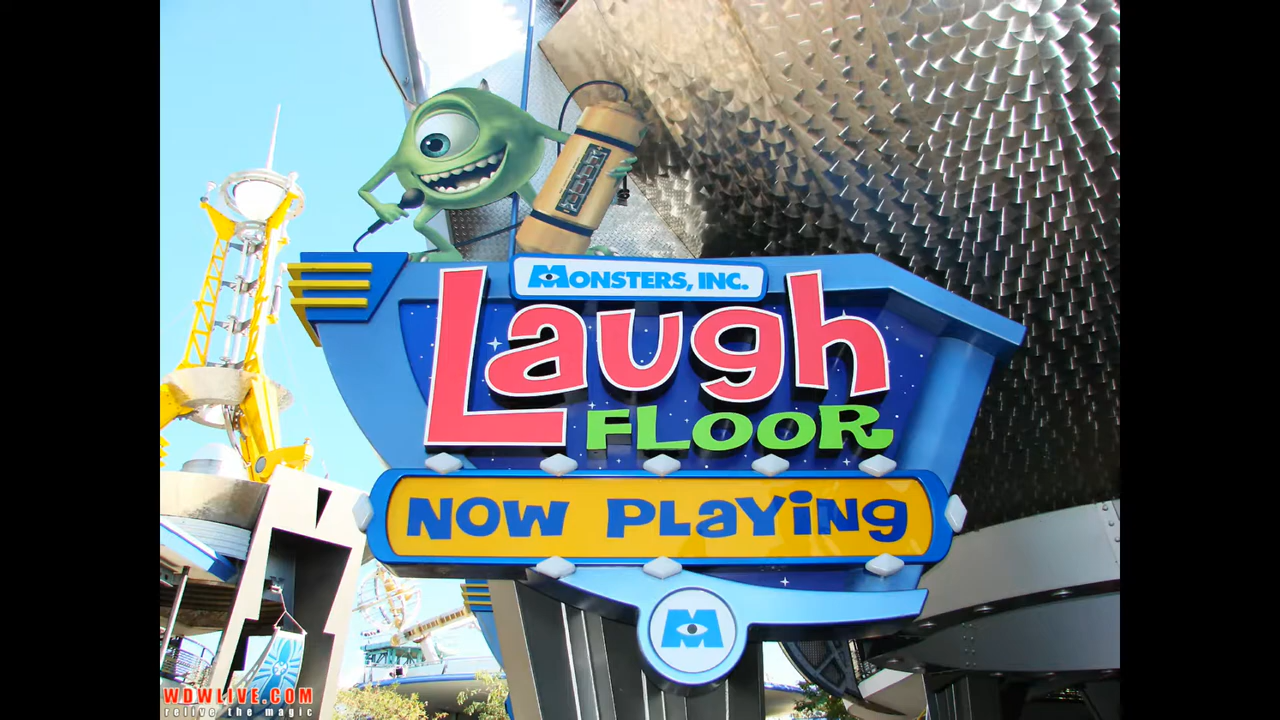 MONSTERS, INC.
Laugh
FLOOR
NOW PLAYiNg
M
WDWLIVE.COM
relive the magic